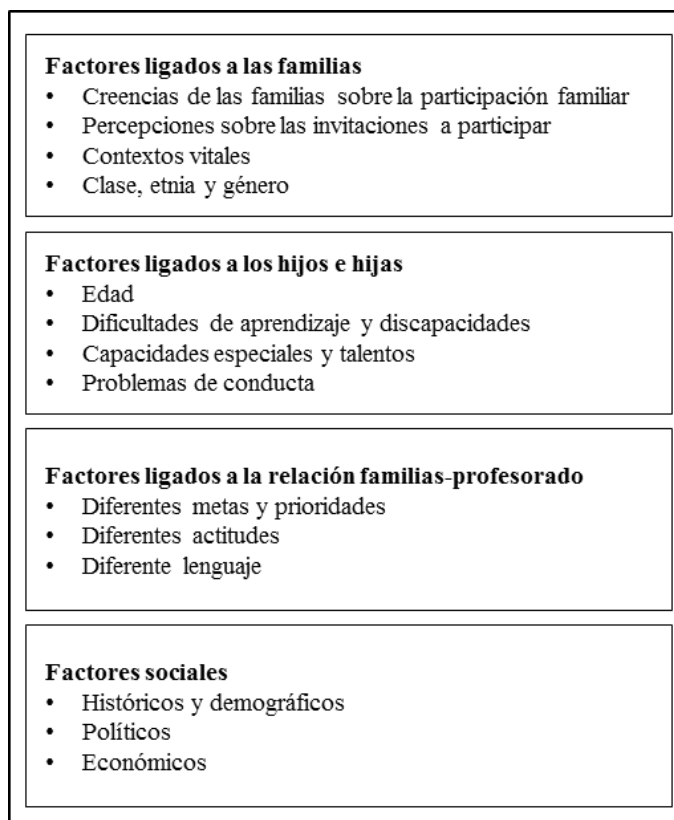 Factores ligados a las familias
• Creencias de las familias sobre la participación familiar
• Percepciones sobre las invitaciones a participar
• Contextos vitales
• Clase, etnia y género
Factores ligados a los hijos e hijas
• Edad
• Dificultades de aprendizaje y discapacidades
• Capacidades especiales y talentos
• Problemas de conducta
Factores ligados a la relación familias-profesorado
• Diferentes metas y prioridades
• Diferentes actitudes
• Diferente lenguaje
Factores sociales
• Históricos y demográficos
• Políticos
• Económicos